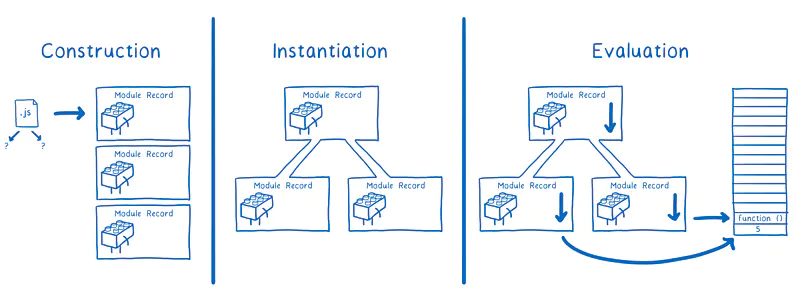 Construction
.js
?
?
Module Record
Module Record
Module Record
Instantiation
Module Record
Module Record
Module Record
Evaluation
Module Record
Module Record
Module Record
function ()
5